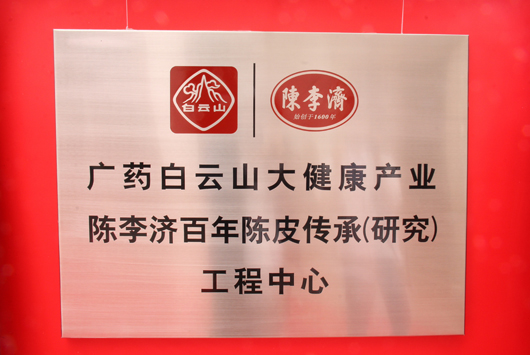 白云山
陳李濟
始创于1600年
广药白云山大健康产业
陈李济百年陈皮传承(研究)
工程中心